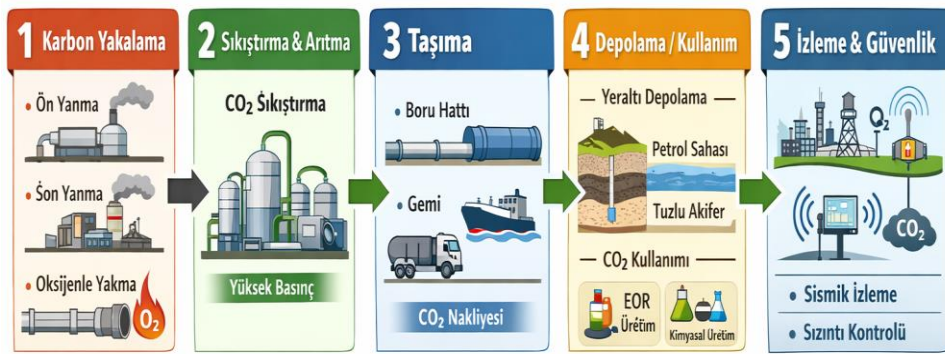 1 Karbon Yakalama
Ön Yanma
Son Yanma
Oksijenle Yakma
O₂
2 Sıkıştırma & Arıtma
CO₂ Sıkıştırma
Yüksek Basınç
3 Taşıma
Boru Hattı
Gemi
CO₂ Nakliyesi
4 Depolama / Kullanım
Yeraltı Depolama
Petrol Sahası
Tuzlu Akifer
CO₂ Kullanımı
EOR
Üretim
Kimyasal Üretim
5 İzleme & Güvenlik
O₂
CO₂
• Sismik İzleme
• Sızıntı Kontrolü